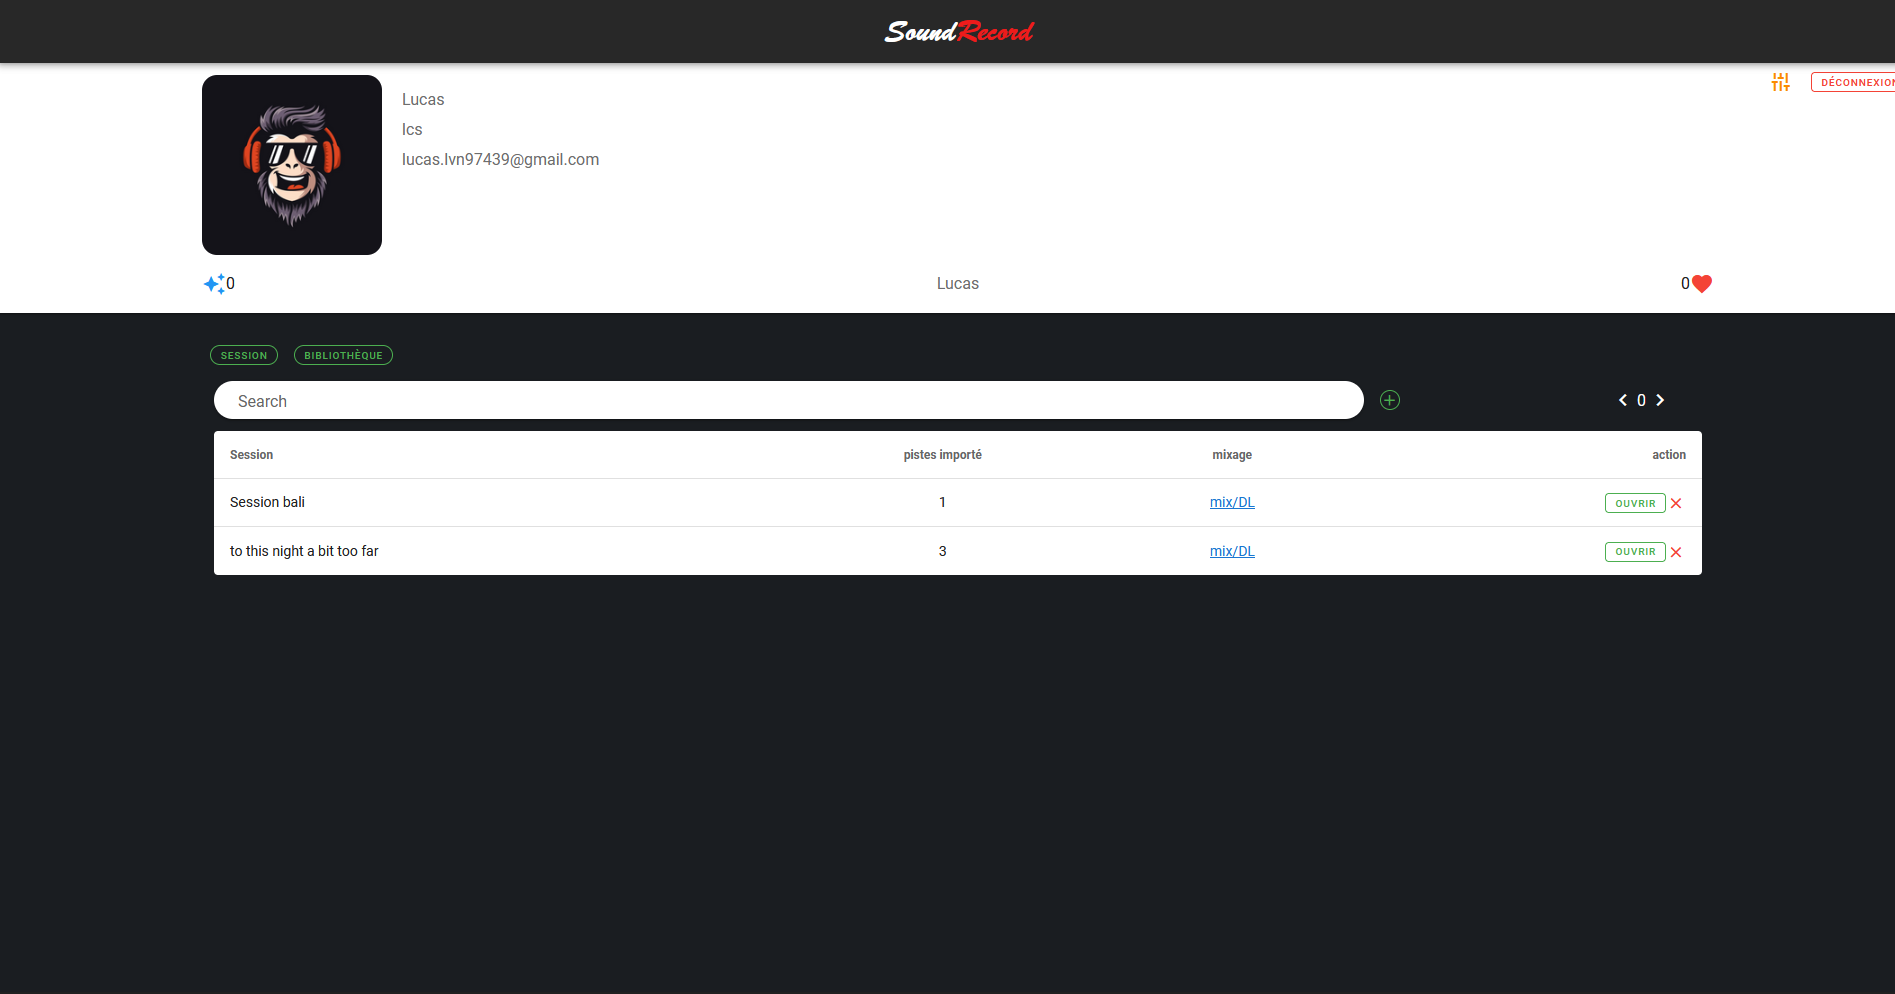 SoundRecord
DÉCONNEXION
Lucas
lcs
lucas.lvn97439@gmail.com
0
Lucas
0
SESSION
BIBLIOTHÈQUE
Search
0
Session pistes importé mixage action
Session bali 1 mix/DL OUVRIR
to this night a bit too far 3 mix/DL OUVRIR